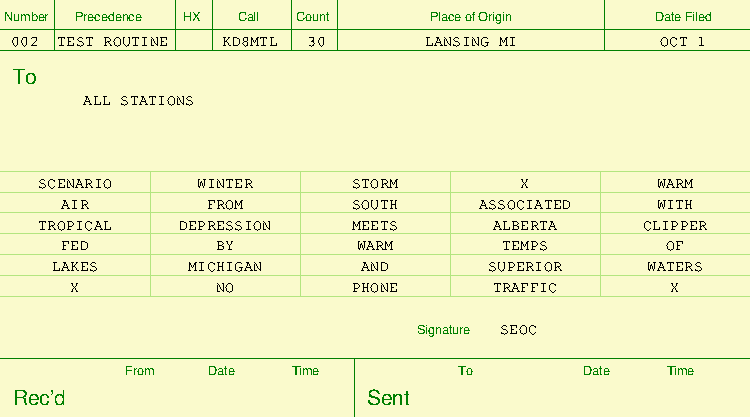 Number Precedence HX Call Count Place of Origin Date Filed
002 TEST ROUTINE KD8MTL 30 LANSING MI OCT 1
To
ALL STATIONS
SCENARIO WINTER STORM X WARM
AIR FROM SOUTH ASSOCIATED WITH
TROPICAL DEPRESSION MEETS ALBERTA CLIPPER
FED BY WARM TEMPS OF
LAKES MICHIGAN AND SUPERIOR WATERS
X NO PHONE TRAFFIC X
Signature SEOC
From Date Time To Date Time
Rec'd Sent